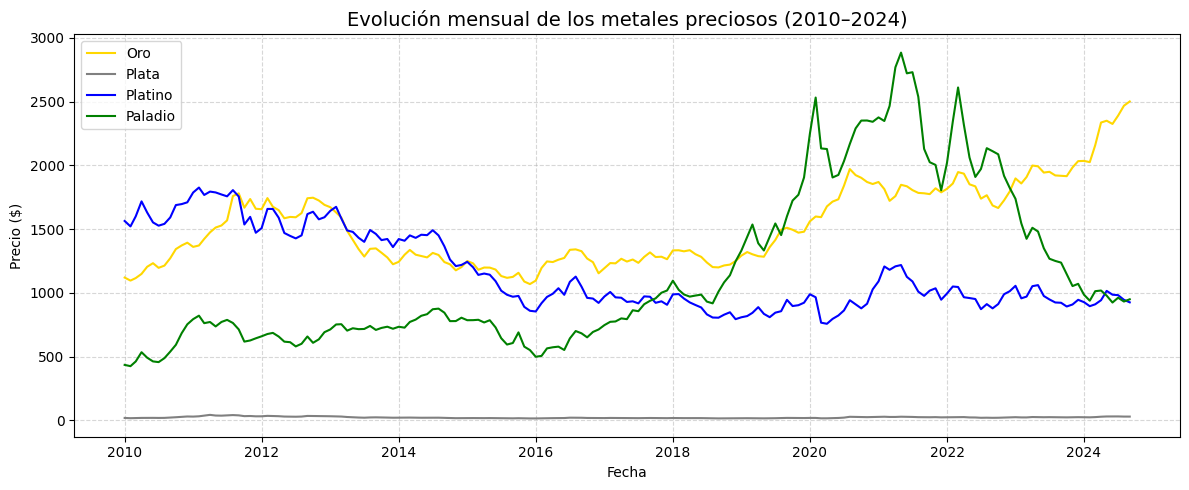 Evolución mensual de los metales preciosos (2010–2024)
Oro
Plata
Platino
Paladio
Precio ($)
3000
2500
2000
1500
1000
500
0
2010
2012
2014
2016
2018
2020
2022
2024
Fecha